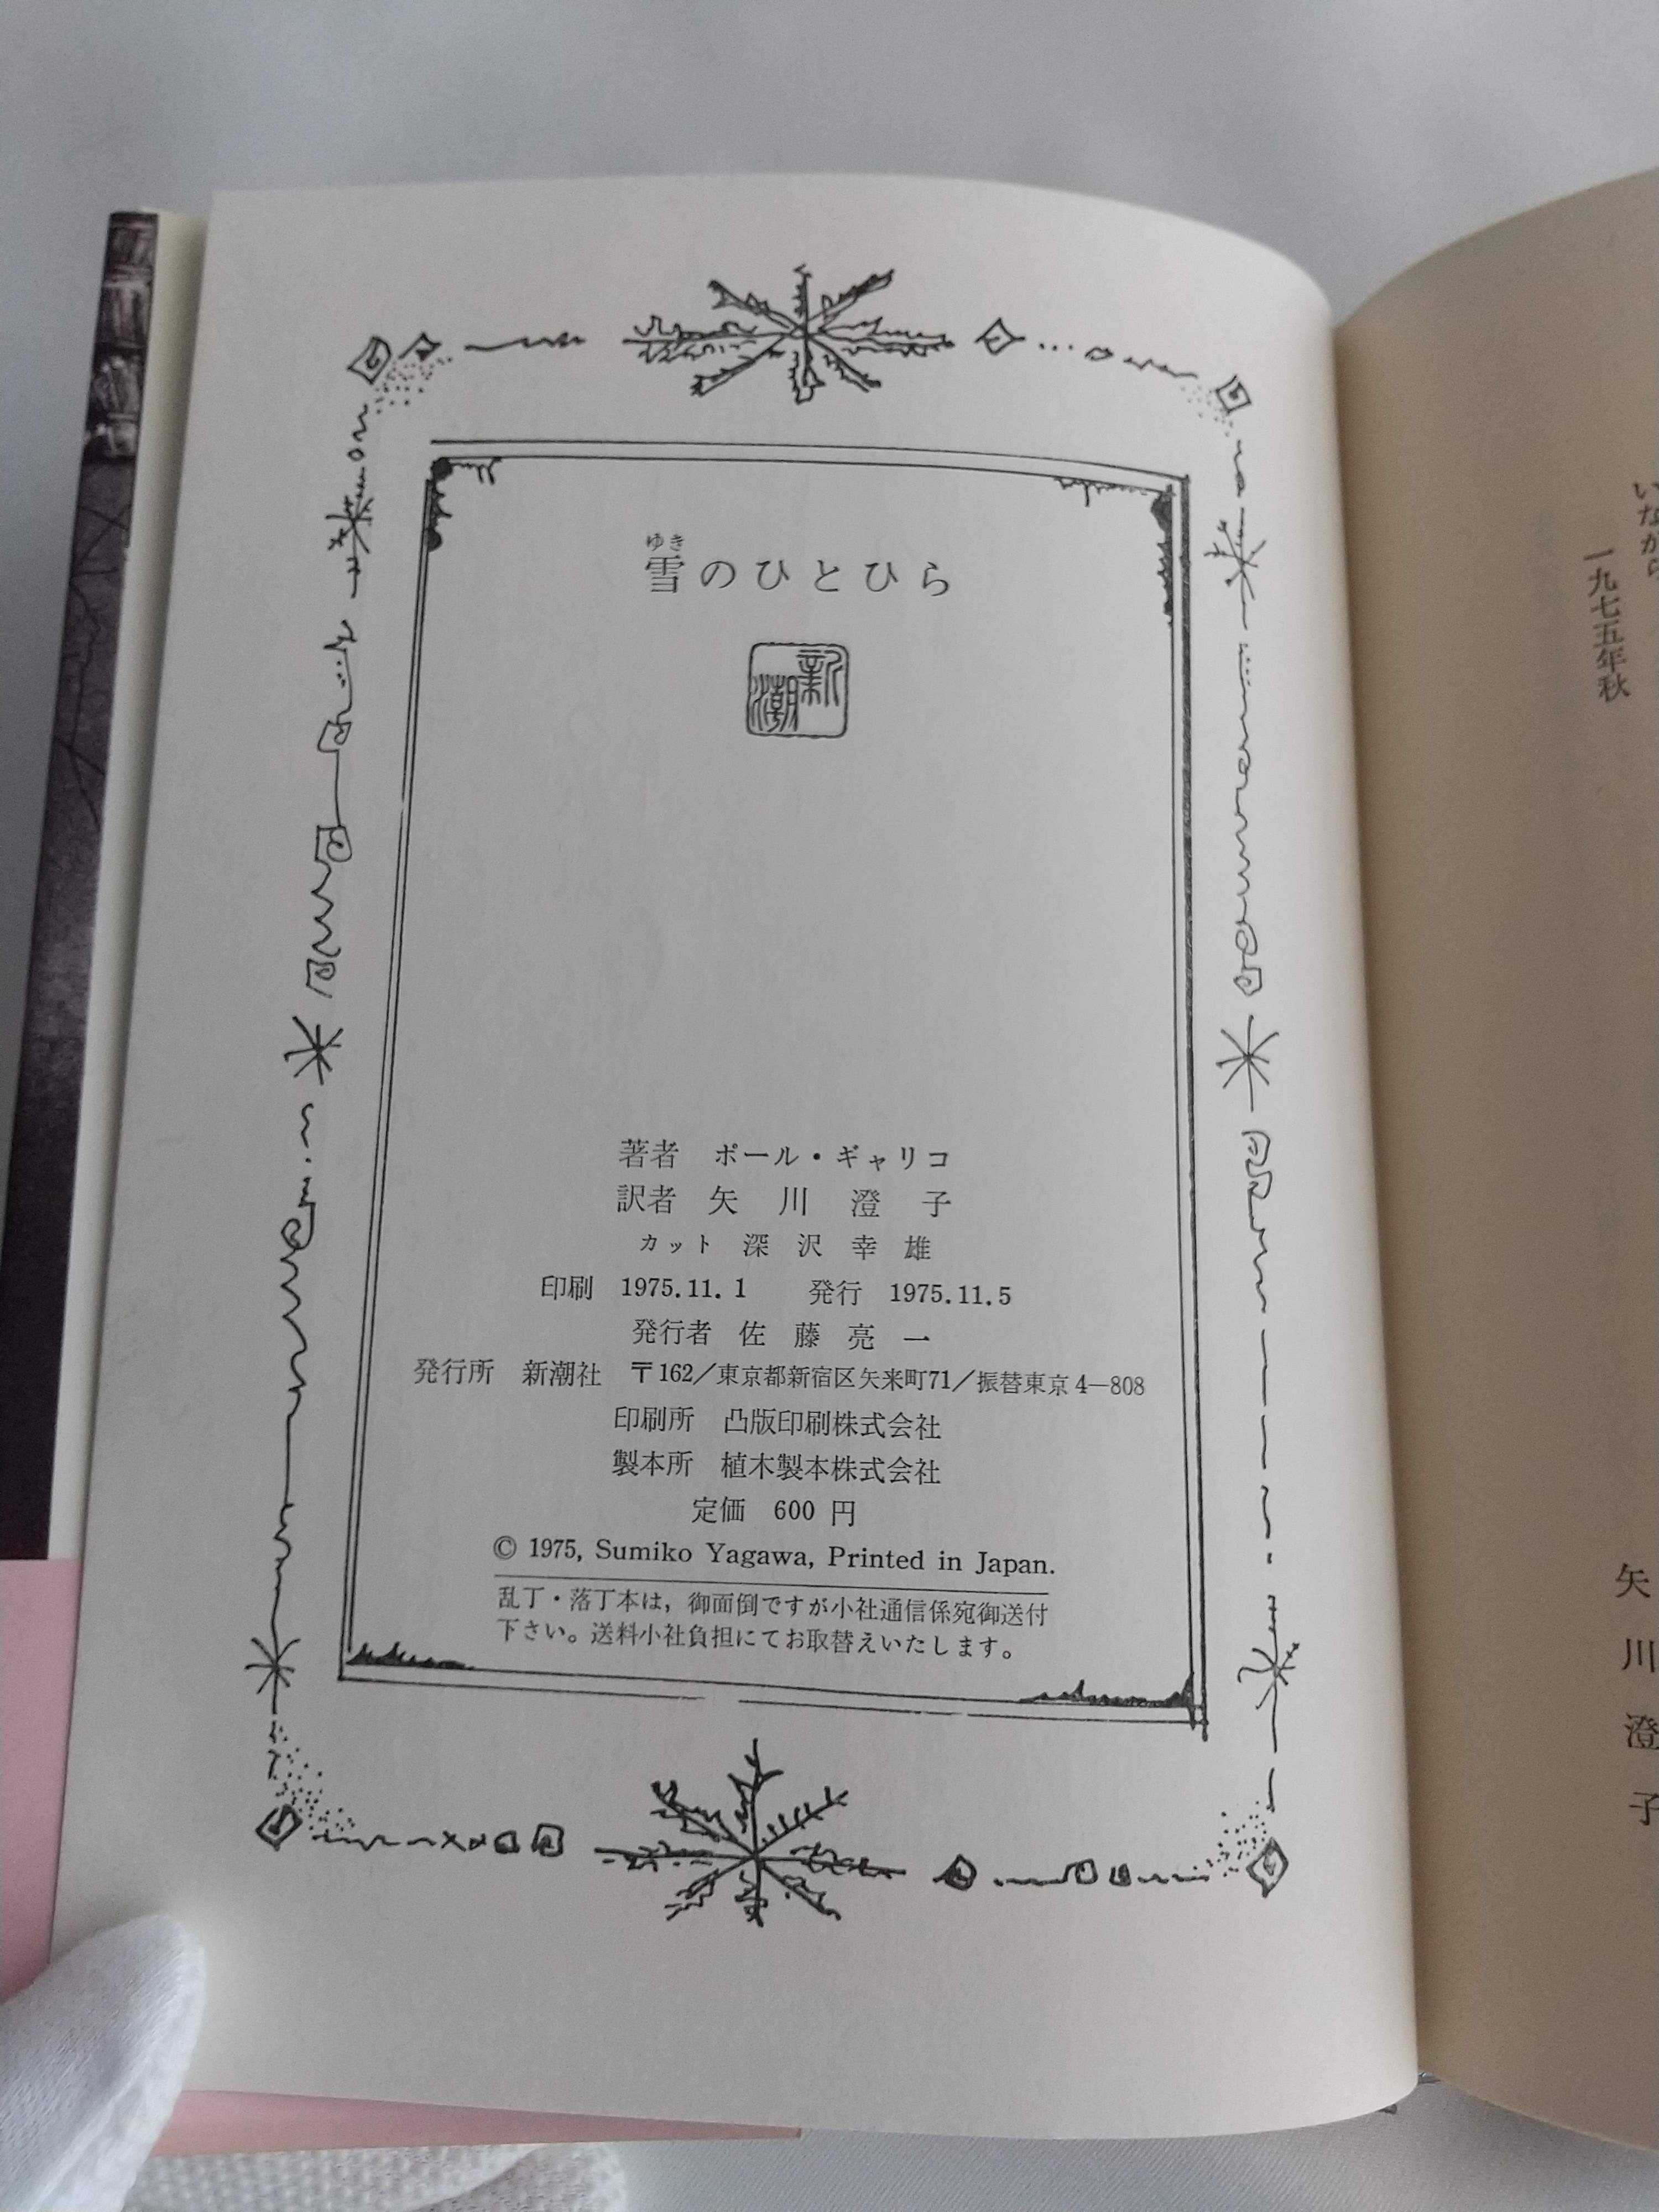 ゆき
雪のひとひら
新潮
著者 ポール・ギャリコ
訳者 矢川澄子
カット 深沢幸雄
印刷 1975.11.1 発行 1975.11.5
発行者 佐藤亮一
発行所 新潮社 〒162/東京都新宿区矢来町71/振替東京4―808
印刷所 凸版印刷株式会社
製本所 植木製本株式会社
定価 600円
© 1975, Sumiko Yagawa, Printed in Japan.
乱丁・落丁本は，御面倒ですが小社通信係宛御送付
下さい。送料小社負担にてお取替えいたします。
いながら
一九七五年秋
矢川澄子